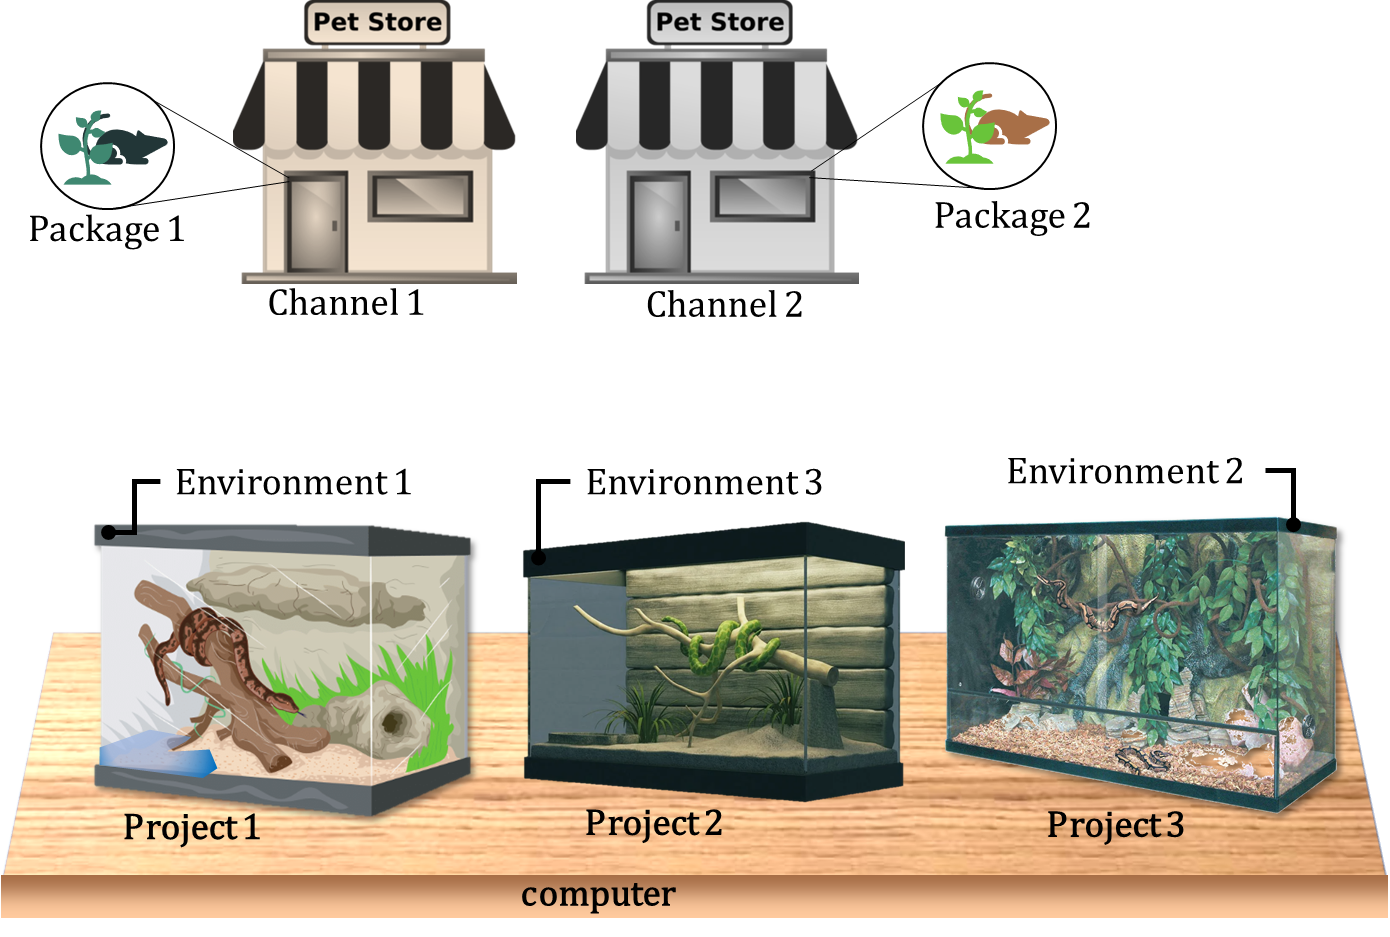 Pet Store
Pet Store
Package 1
Package 2
Channel 1
Channel 2
Environment 1
Environment 3
Environment 2
Project 1
Project 2
Project 3
computer